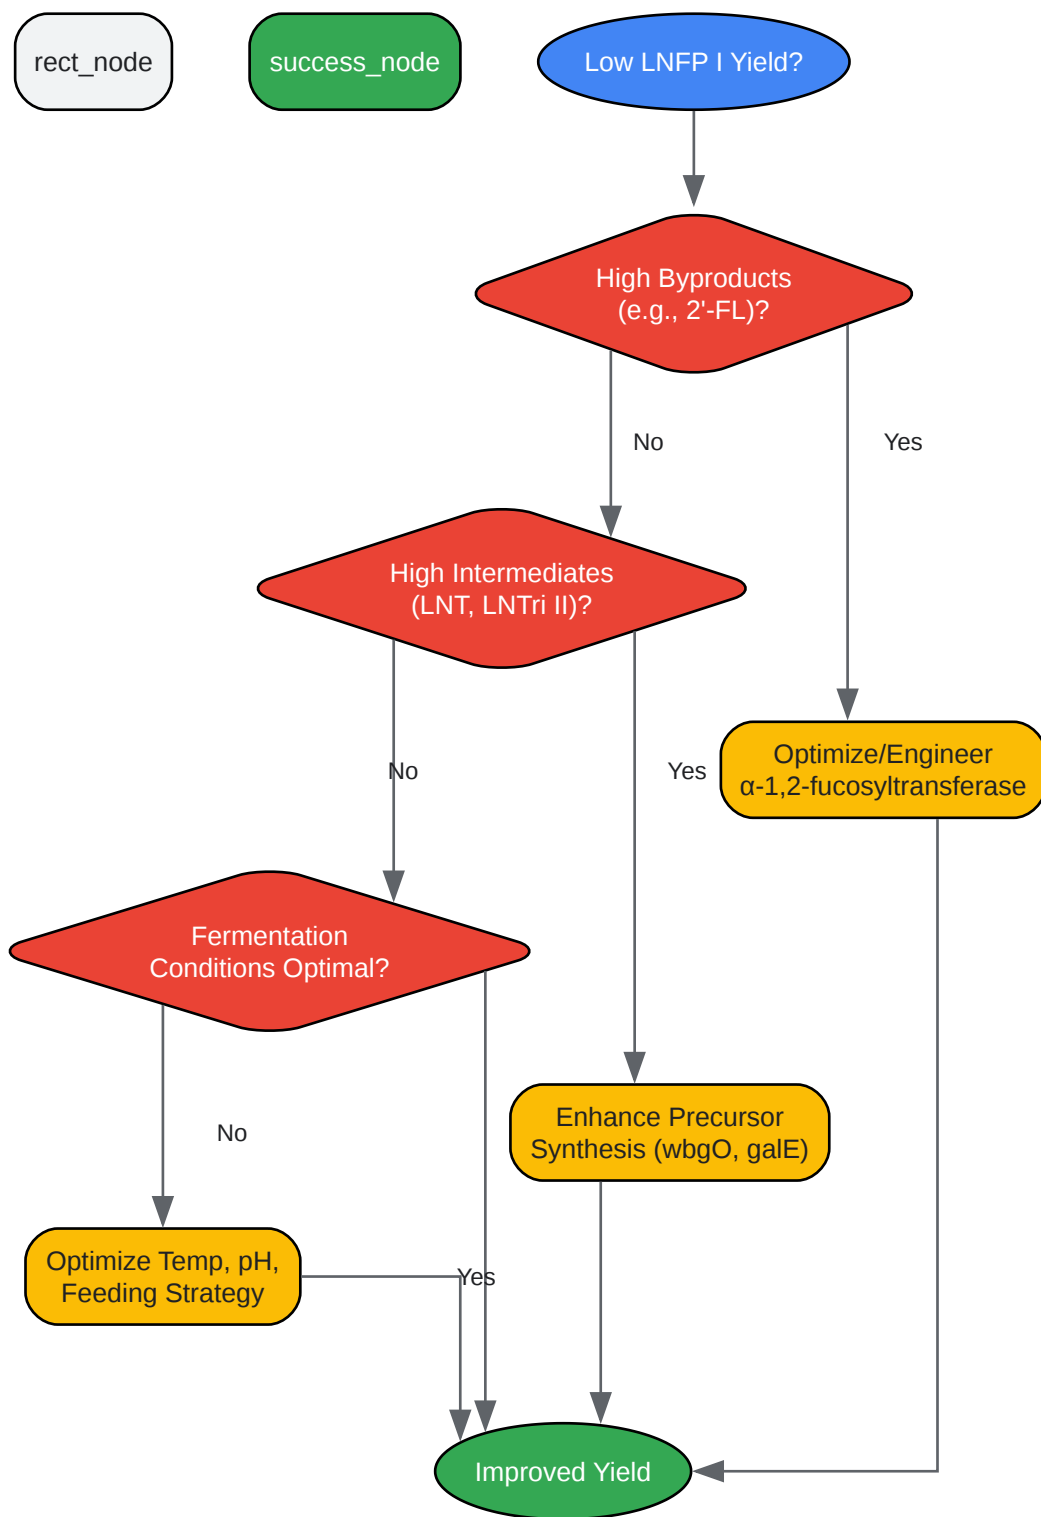 rect_node
success_node
Low LNFP I Yield?
High Byproducts
(e.g., 2'-FL)?
No
Yes
High Intermediates
(LNT, LNTri II)?
No
Yes
Optimize/Engineer
α-1,2-fucosyltransferase
Fermentation
Conditions Optimal?
No
Enhance Precursor
Synthesis (wbgO, galE)
Optimize Temp, pH,
Feeding Strategy
Yes
Improved Yield